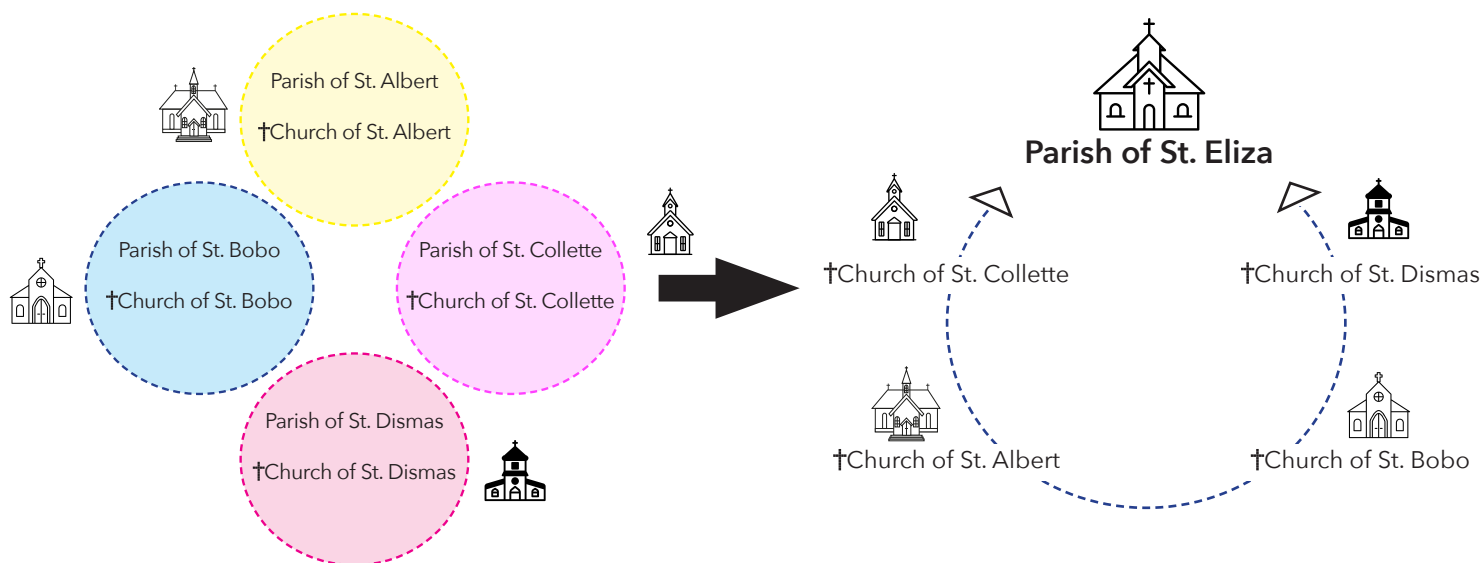 Parish of St. Albert
†Church of St. Albert
Parish of St. Bobo
†Church of St. Bobo
Parish of St. Collette
†Church of St. Collette
Parish of St. Dismas
†Church of St. Dismas
Parish of St. Eliza
†Church of St. Collette
†Church of St. Dismas
†Church of St. Albert
†Church of St. Bobo